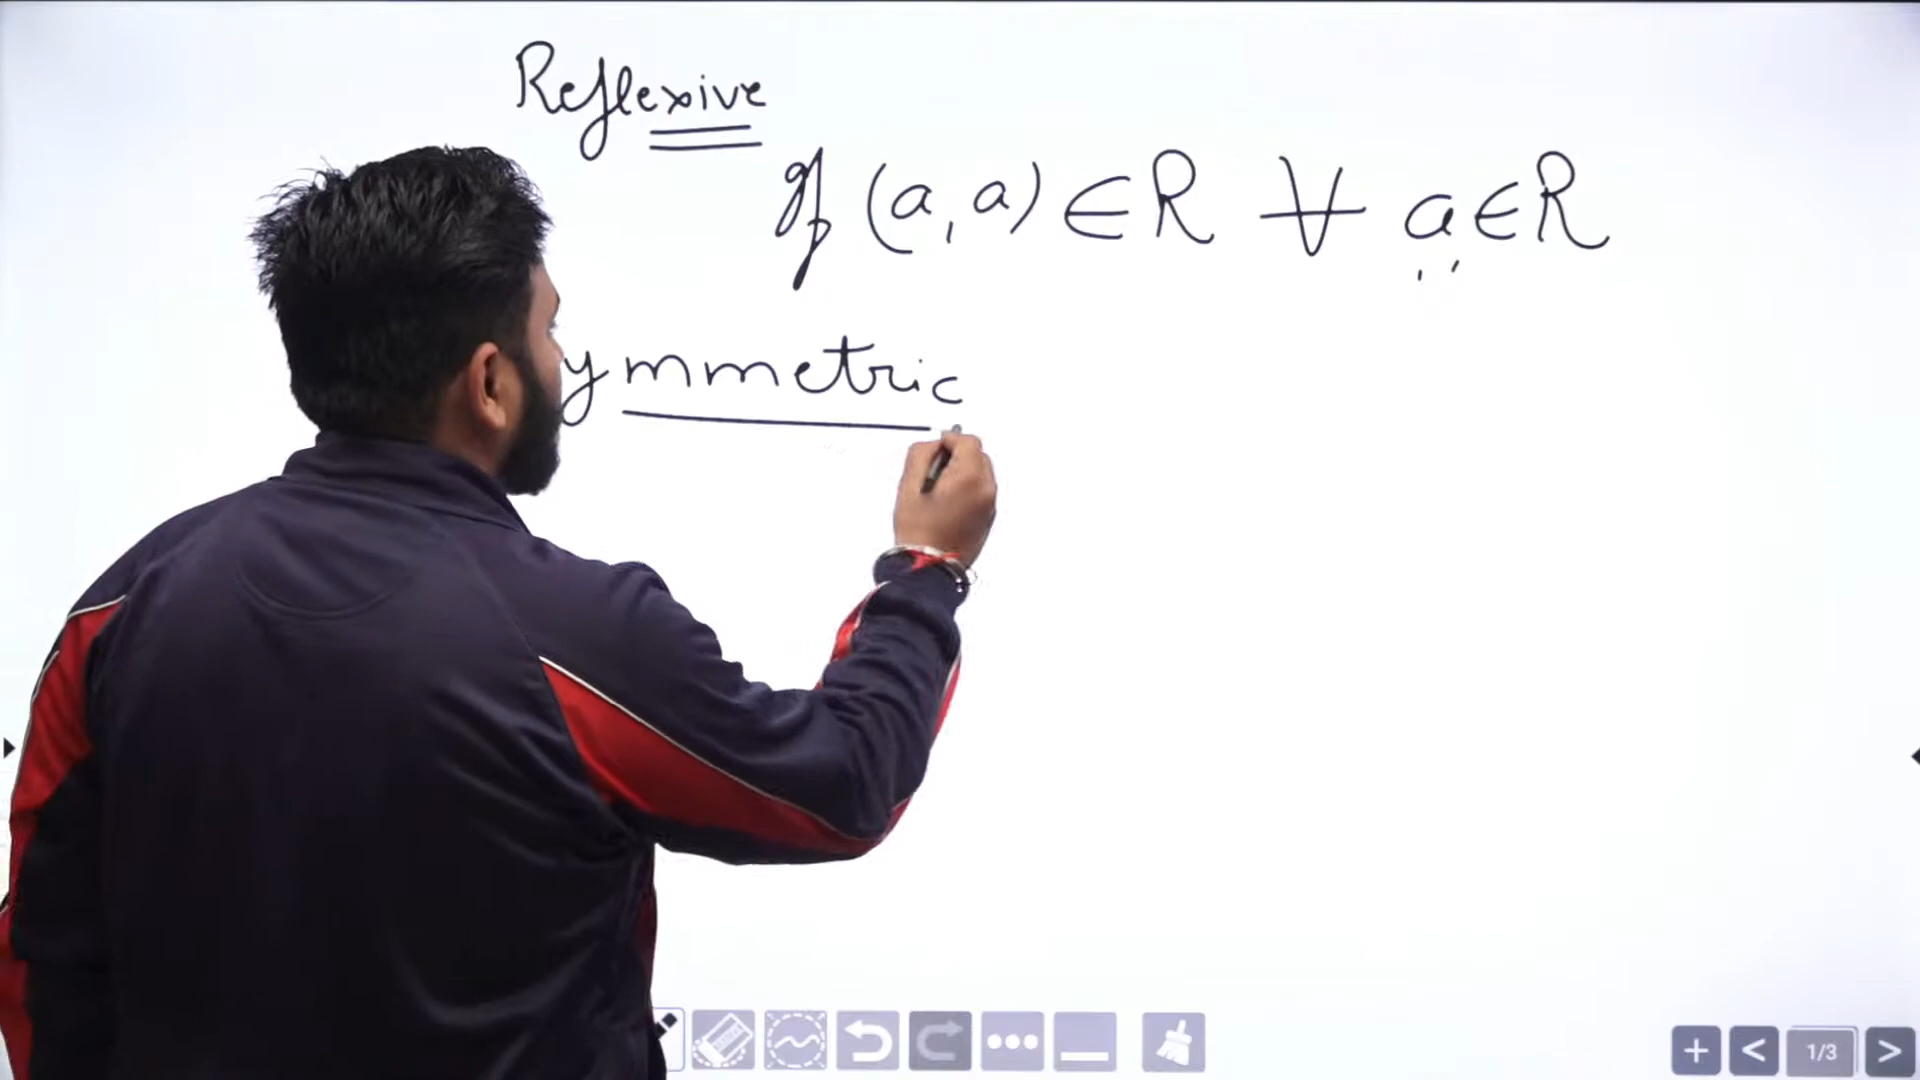 Reflexive
If (a, a) ∈ R ∀ a ∈ R
ymmetric
1/3